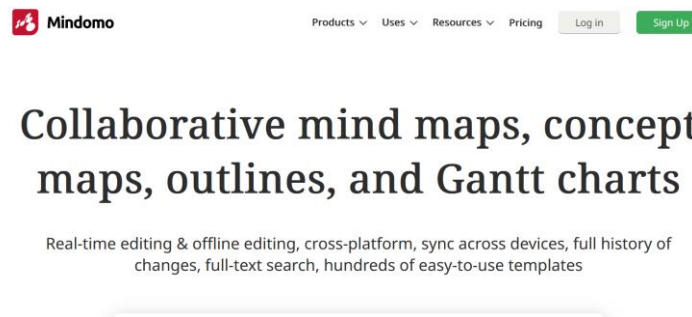 Mindomo
Products Uses Resources Pricing Log in Sign Up
Collaborative mind maps, concept
maps, outlines, and Gantt charts
Real-time editing & offline editing, cross-platform, sync across devices, full history of
changes, full-text search, hundreds of easy-to-use templates